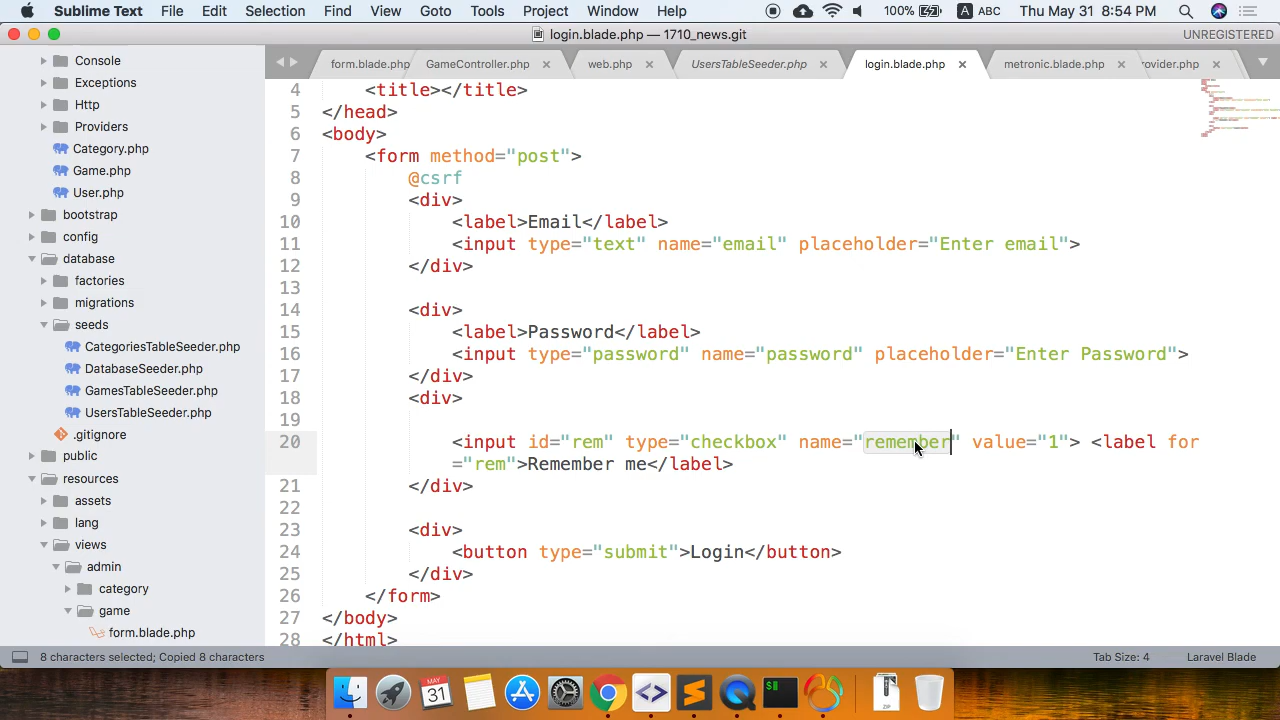 Sublime Text File Edit Selection Find View Goto Tools Project Window Help 100% A ABC Thu May 31 8:54 PM
login.blade.php — 1710_news.git UNREGISTERED
form.blade.php GameController.php web.php UsersTableSeeder.php login.blade.php metronic.blade.php rovider.php
Console
Exceptions
Http
Providers
Category.php
Game.php
User.php
bootstrap
config
database
factories
migrations
seeds
CategoriesTableSeeder.php
DatabaseSeeder.php
GamesTableSeeder.php
UsersTableSeeder.php
.gitignore
public
resources
assets
lang
views
admin
category
game
form.blade.php
4 <title></title>
5 </head>
6 <body>
7 <form method="post">
8 @csrf
9 <div>
10 <label>Email</label>
11 <input type="text" name="email" placeholder="Enter email">
12 </div>
13
14 <div>
15 <label>Password</label>
16 <input type="password" name="password" placeholder="Enter Password">
17 </div>
18 <div>
19
20 <input id="rem" type="checkbox" name="remember" value="1"> <label for
="rem">Remember me</label>
21 </div>
22
23 <div>
24 <button type="submit">Login</button>
25 </div>
26 </form>
27 </body>
28 </html>
8 characters selected; Copied 8 characters Tab Size: 4 Laravel Blade
MAY
31
$
ZIP